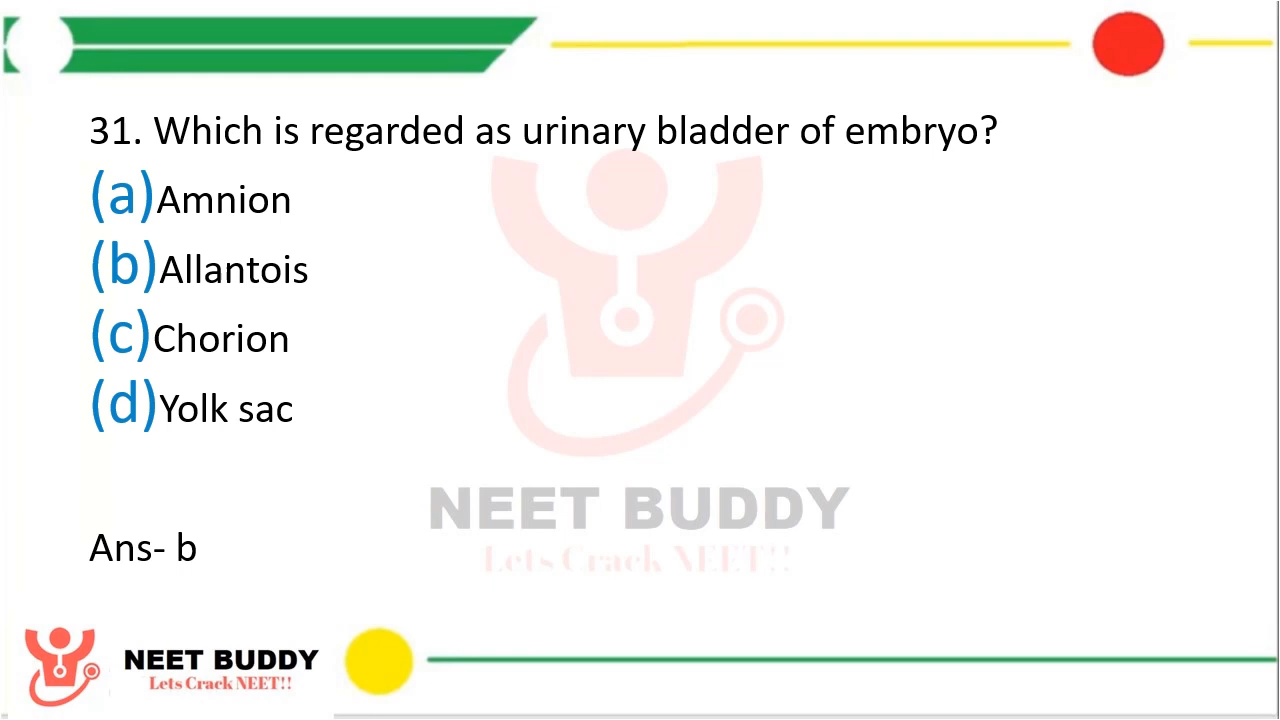 31. Which is regarded as urinary bladder of embryo?
(a)Amnion
(b)Allantois
(c)Chorion
(d)Yolk sac
NEET BUDDY
Lets Crack NEET!!
Ans- b
NEET BUDDY
Lets Crack NEET!!